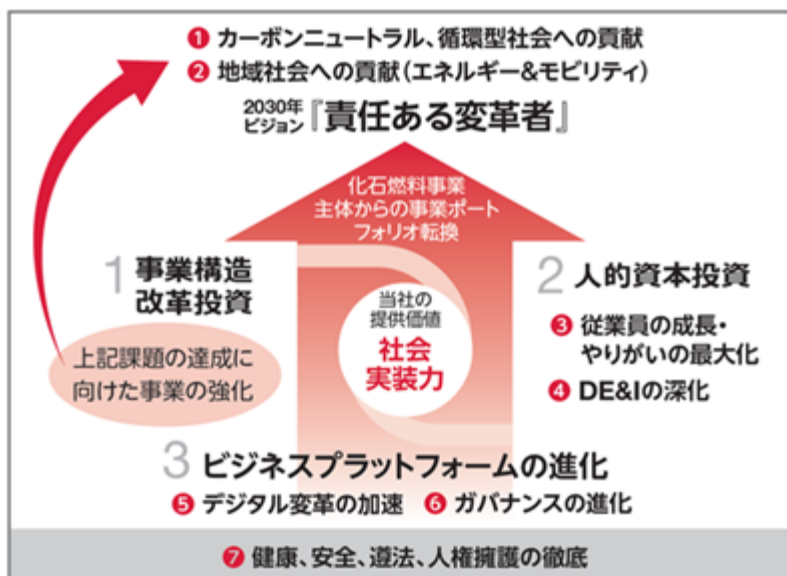 ❶ カーボンニュートラル、循環型社会への貢献
❷ 地域社会への貢献(エネルギー&モビリティ)
2030年
ビジョン『責任ある変革者』
化石燃料事業
主体からの事業ポート
フォリオ転換
1 事業構造
改革投資
上記課題の達成に
向けた事業の強化
当社の
提供価値
社会
実装力
2 人的資本投資
❸ 従業員の成長・
やりがいの最大化
❹ DE&Iの深化
3 ビジネスプラットフォームの進化
❺ デジタル変革の加速 ❻ ガバナンスの進化
❼ 健康、安全、遵法、人権擁護の徹底